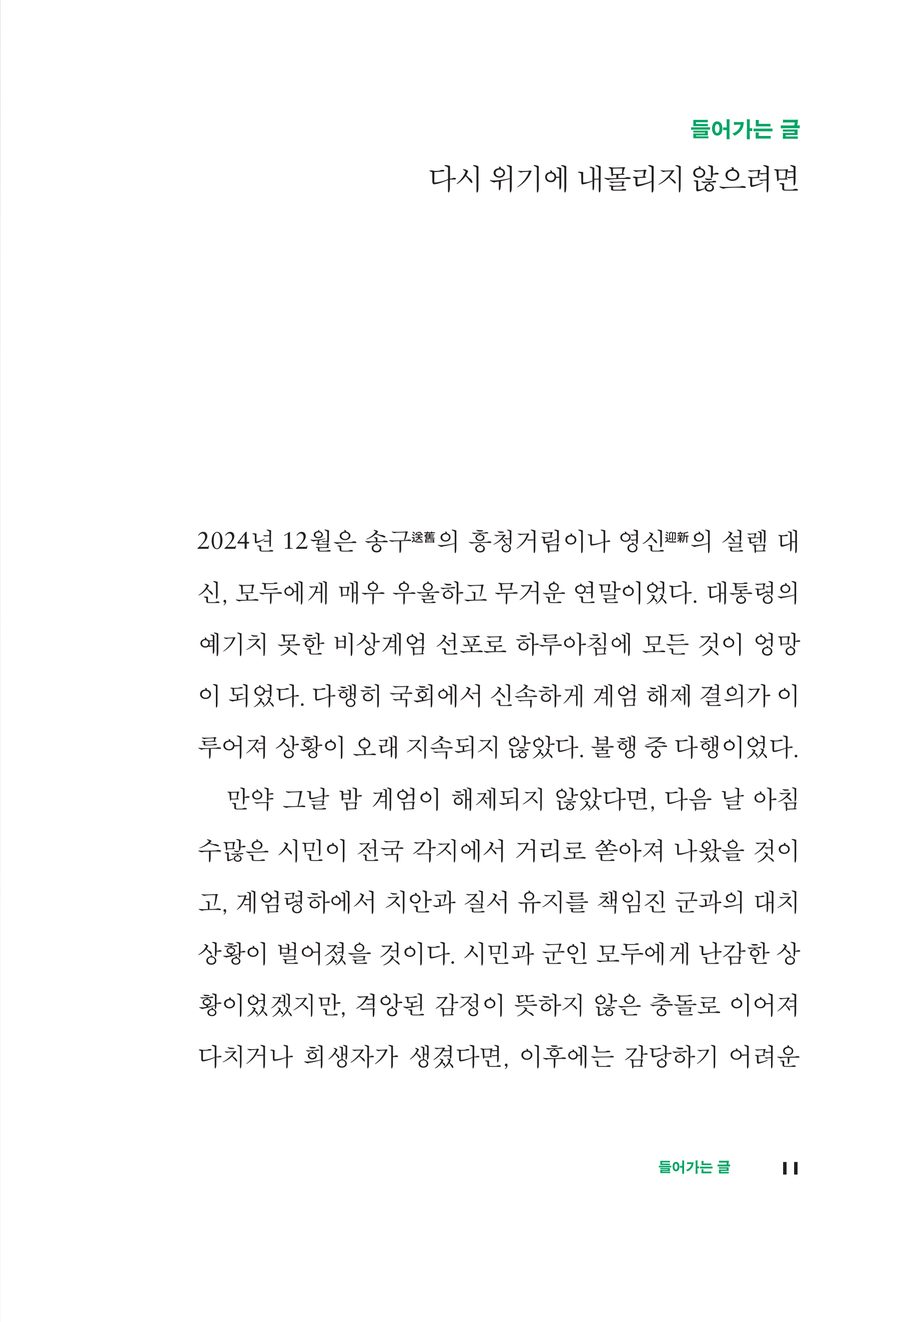 들어가는 글
다시 위기에 내몰리지 않으려면
2024년 12월은 송구送舊의 흥청거림이나 영신迎新의 설렘 대
신, 모두에게 매우 우울하고 무거운 연말이었다. 대통령의
예기치 못한 비상계엄 선포로 하루아침에 모든 것이 엉망
이 되었다. 다행히 국회에서 신속하게 계엄 해제 결의가 이
루어져 상황이 오래 지속되지 않았다. 불행 중 다행이었다.
만약 그날 밤 계엄이 해제되지 않았다면, 다음 날 아침
수많은 시민이 전국 각지에서 거리로 쏟아져 나왔을 것이
고, 계엄령하에서 치안과 질서 유지를 책임진 군과의 대치
상황이 벌어졌을 것이다. 시민과 군인 모두에게 난감한 상
황이었겠지만, 격앙된 감정이 뜻하지 않은 충돌로 이어져
다치거나 희생자가 생겼다면, 이후에는 감당하기 어려운
들어가는 글 11